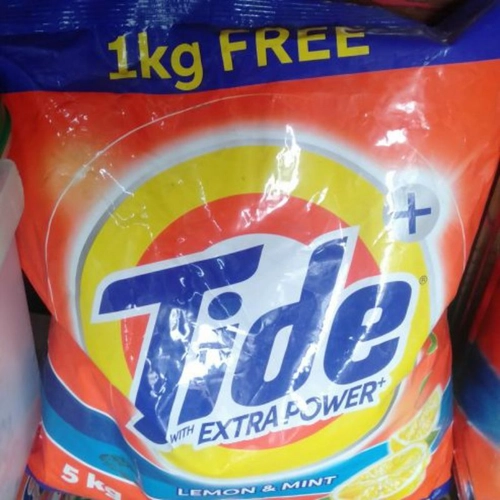 1kg FREE
+
Tide®
WITH EXTRA POWER+
5 kg
LEMON & MINT